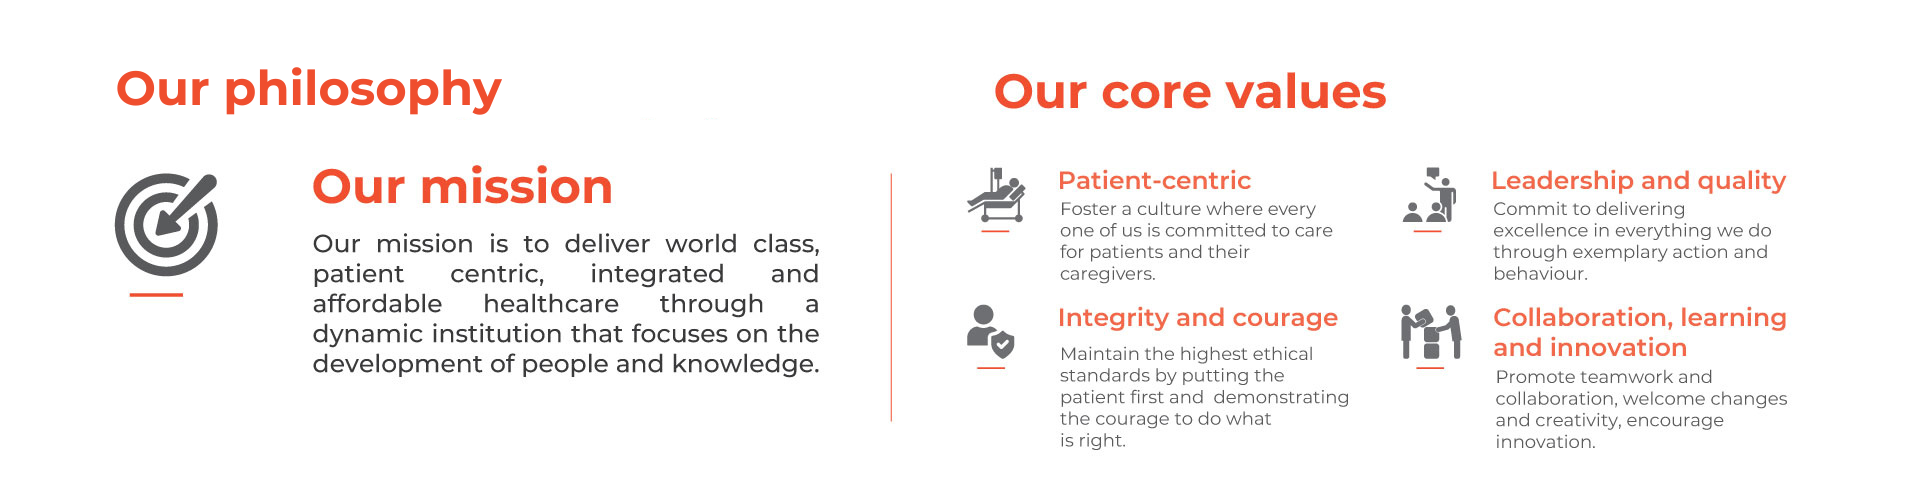 Our philosophy
Our mission
Our mission is to deliver world class,
patient centric, integrated and
affordable healthcare through a
dynamic institution that focuses on the
development of people and knowledge.
Our core values
Patient-centric
Foster a culture where every
one of us is committed to care
for patients and their
caregivers.
Leadership and quality
Commit to delivering
excellence in everything we do
through exemplary action and
behaviour.
Integrity and courage
Maintain the highest ethical
standards by putting the
patient first and demonstrating
the courage to do what
is right.
Collaboration, learning
and innovation
Promote teamwork and
collaboration, welcome changes
and creativity, encourage
innovation.